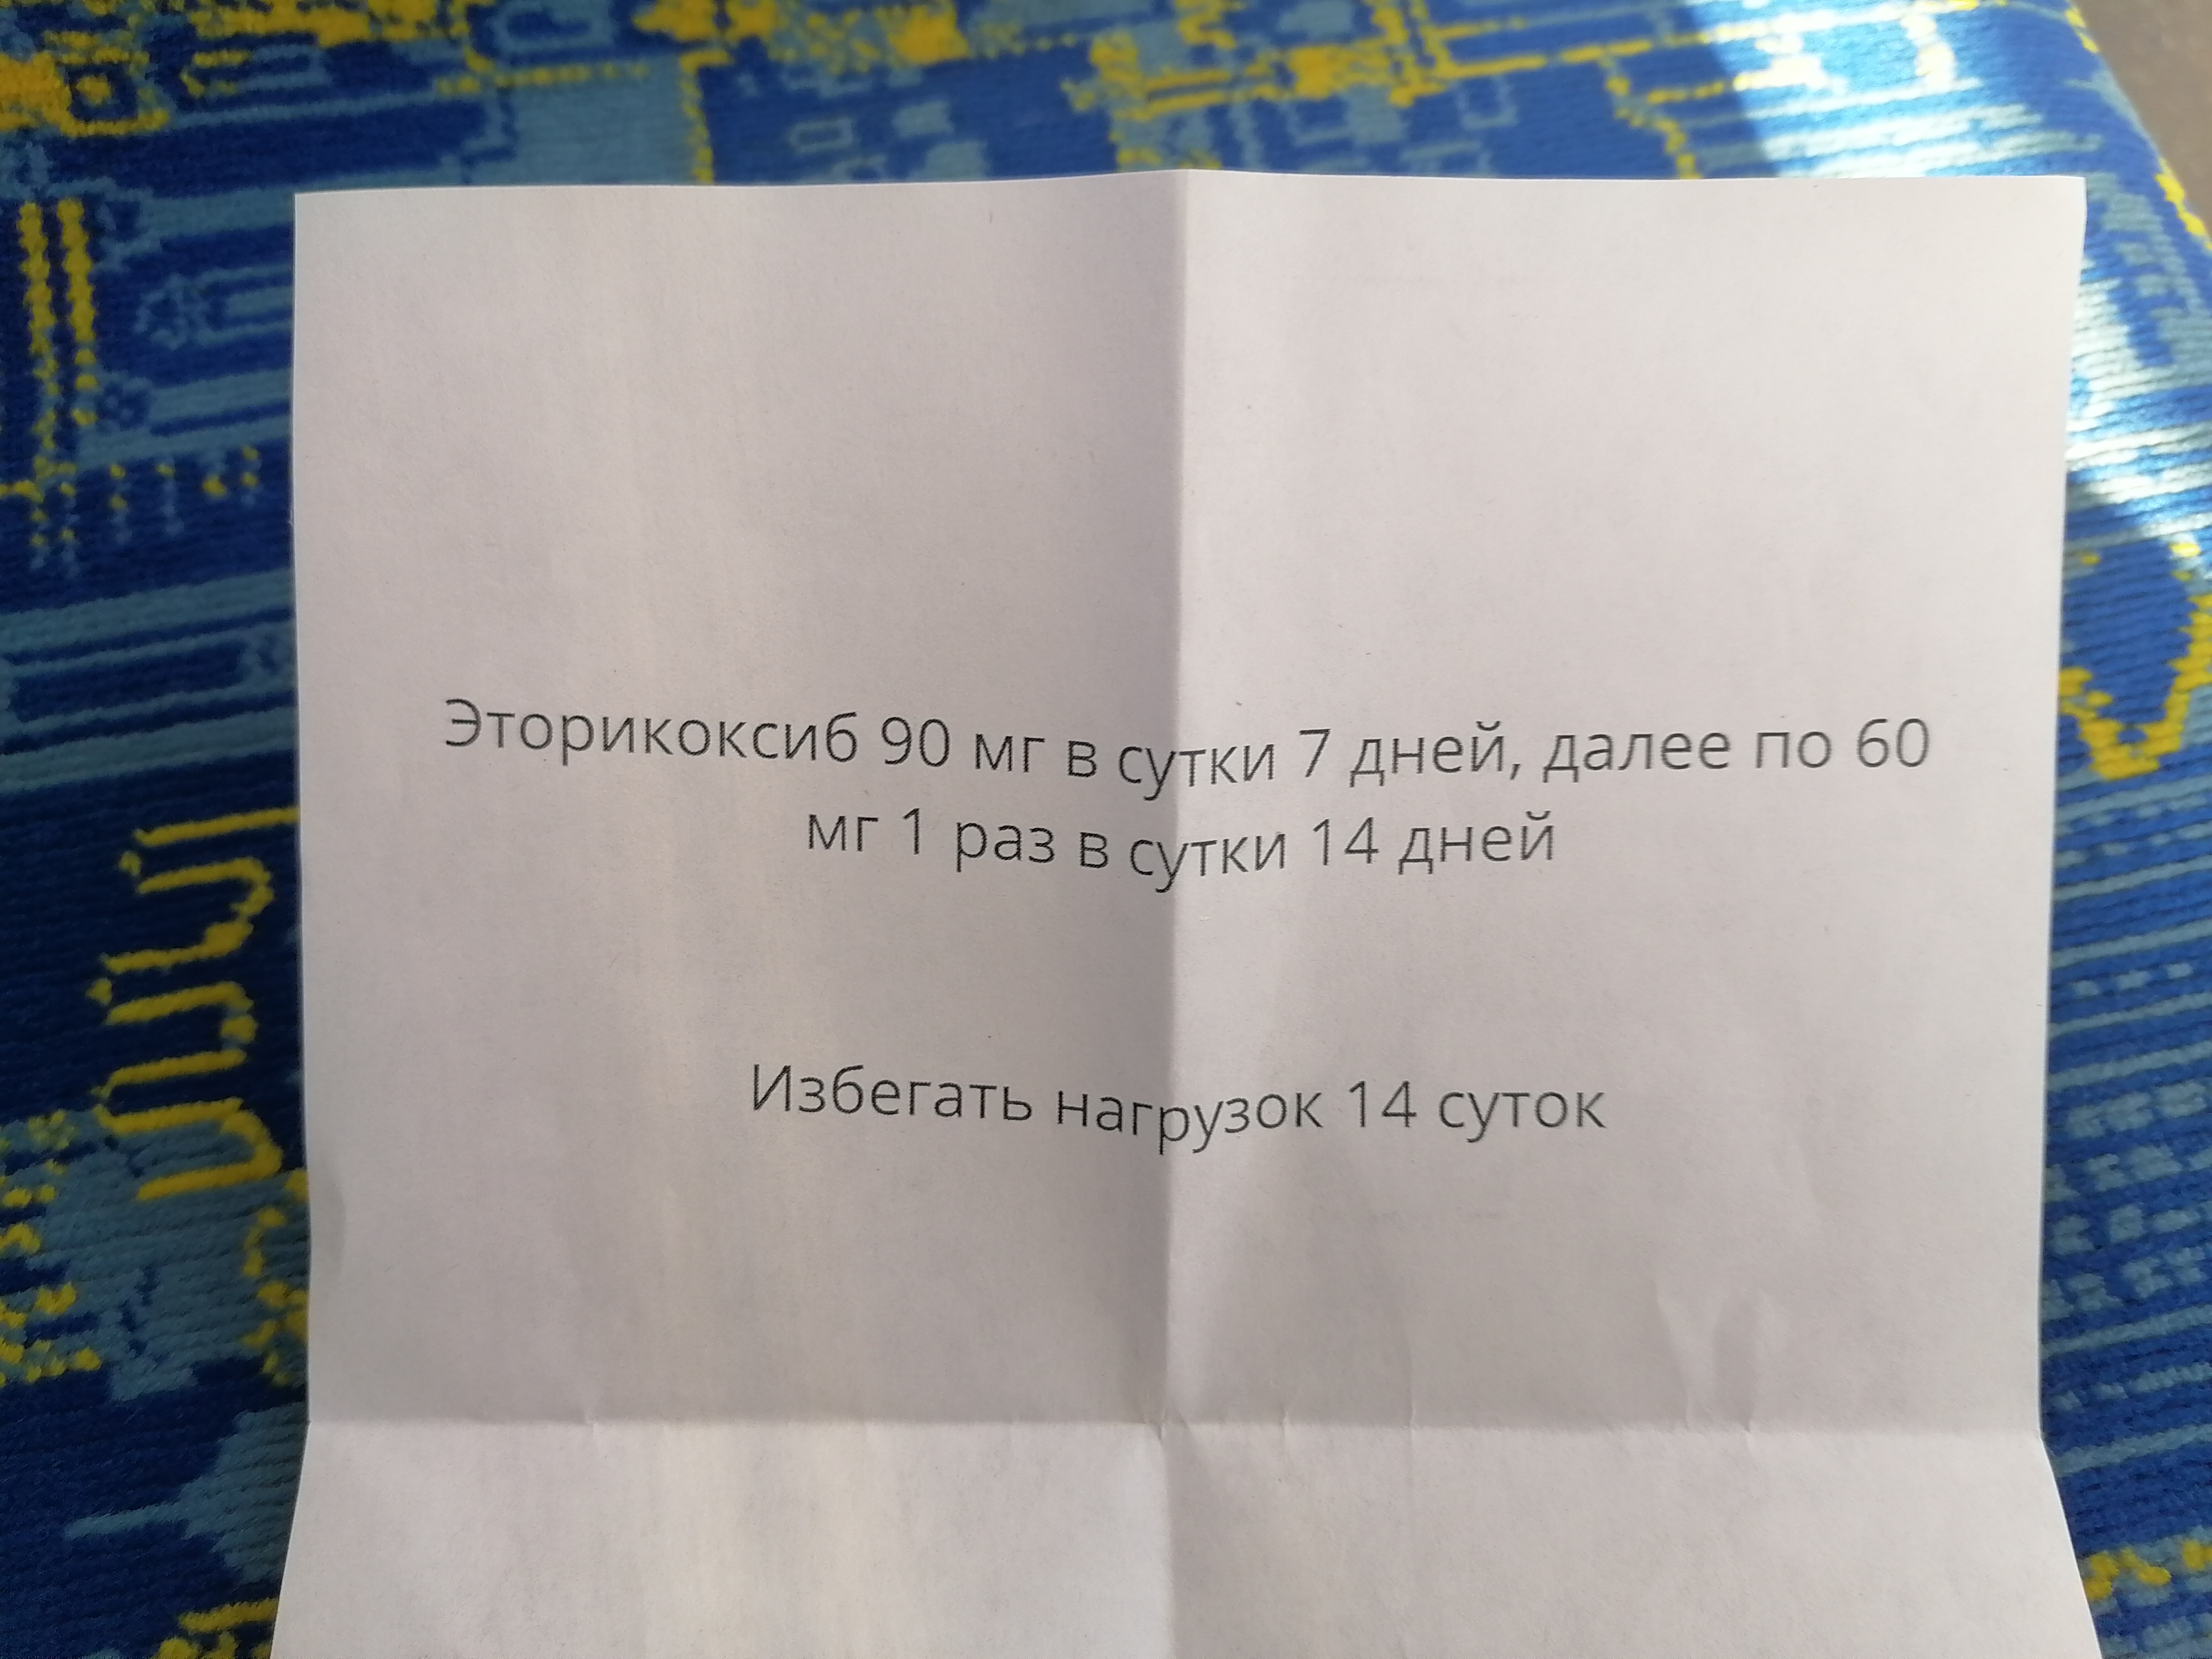 Эторикоксиб 90 мг в сутки 7 дней, далее по 60
мг 1 раз в сутки 14 дней
Избегать нагрузок 14 суток